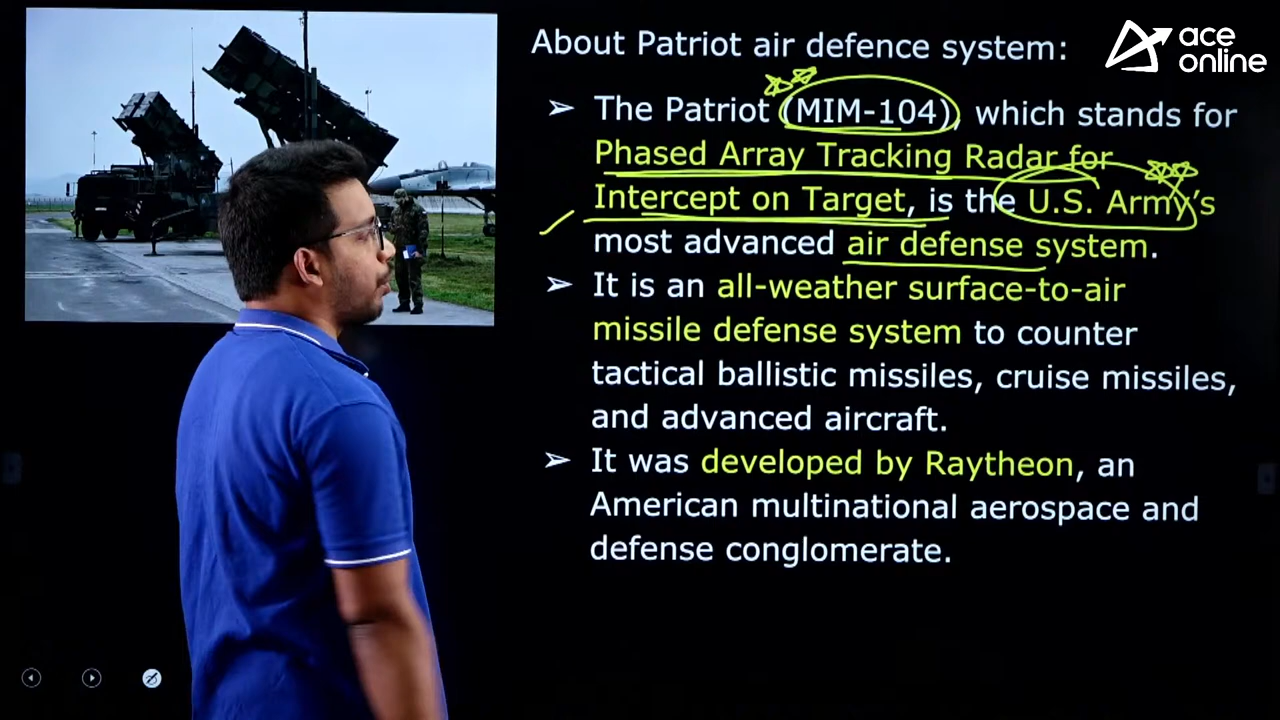 About Patriot air defence system:
ace
online
➢ The Patriot (MIM-104), which stands for
Phased Array Tracking Radar for
Intercept on Target, is the U.S. Army's
most advanced air defense system.
➢ It is an all-weather surface-to-air
missile defense system to counter
tactical ballistic missiles, cruise missiles,
and advanced aircraft.
➢ It was developed by Raytheon, an
American multinational aerospace and
defense conglomerate.